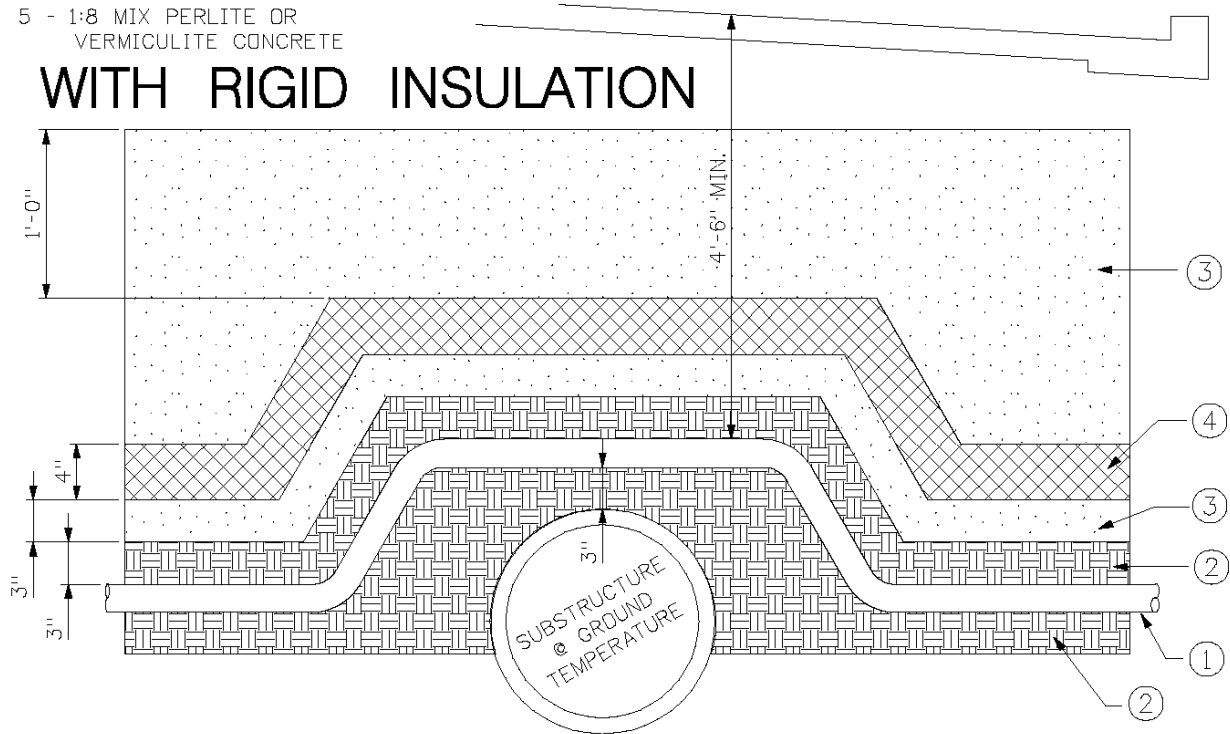 5 - 1:8 MIX PERLITE OR
VERMICULITE CONCRETE
WITH RIGID INSULATION
1'-0"
4'-6" MIN.
3
4
4"
3
3"
2
3"
3"
SUBSTRUCTURE
@ GROUND
TEMPERATURE
1
2